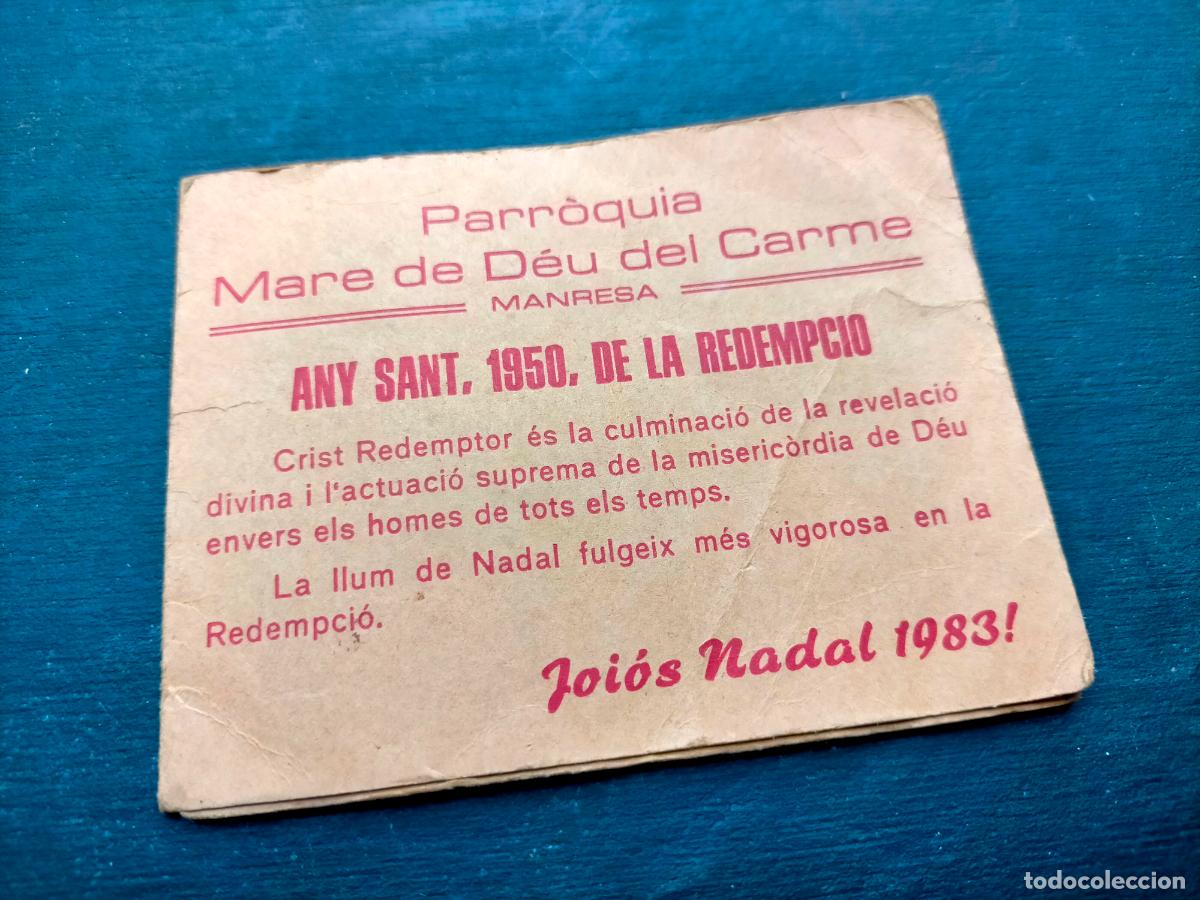 Parròquia
Mare de Déu del Carme
MANRESA
ANY SANT, 1950, DE LA REDEMPCIO
Crist Redemptor és la culminació de la revelació
divina i l'actuació suprema de la misericòrdia de Déu
envers els homes de tots els temps.
La llum de Nadal fulgeix més vigorosa en la
Redempció.
Joiós Nadal 1983!
todocoleccion